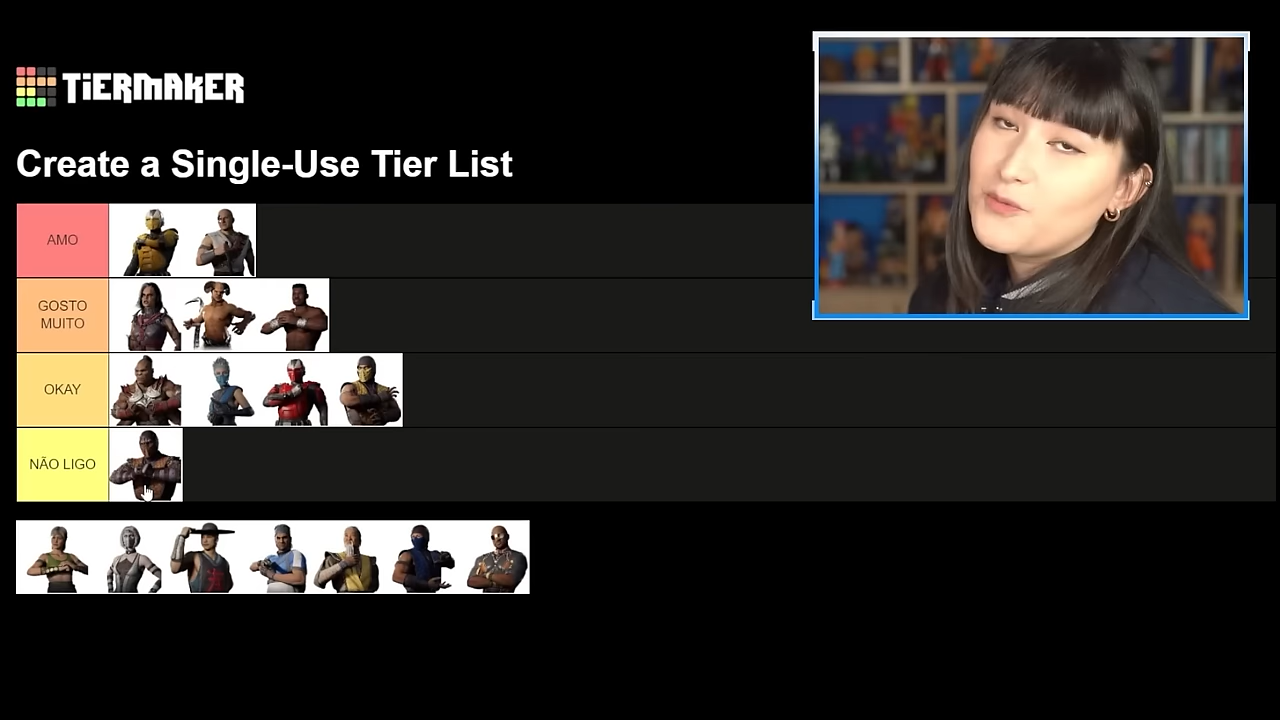 TiERMAKER
Create a Single-Use Tier List
AMO
GOSTO
MUITO
OKAY
NÃO LIGO